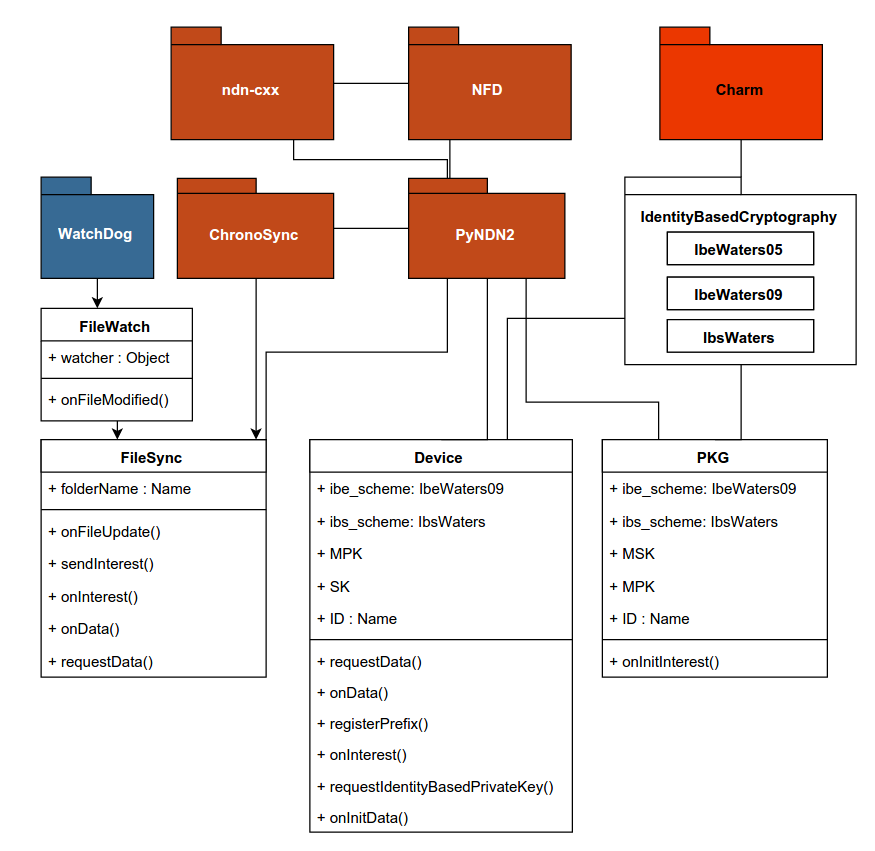 ndn-cxx
NFD
Charm
WatchDog
ChronoSync
PyNDN2
IdentityBasedCryptography
IbeWaters05
IbeWaters09
IbsWaters
FileWatch
+ watcher : Object
+ onFileModified()
FileSync
+ folderName : Name
+ onFileUpdate()
+ sendInterest()
+ onInterest()
+ onData()
+ requestData()
Device
+ ibe_scheme: IbeWaters09
+ ibs_scheme: IbsWaters
+ MPK
+ SK
+ ID : Name
+ requestData()
+ onData()
+ registerPrefix()
+ onInterest()
+ requestIdentityBasedPrivateKey()
+ onInitData()
PKG
+ ibe_scheme: IbeWaters09
+ ibs_scheme: IbsWaters
+ MSK
+ MPK
+ ID : Name
+ onInitInterest()